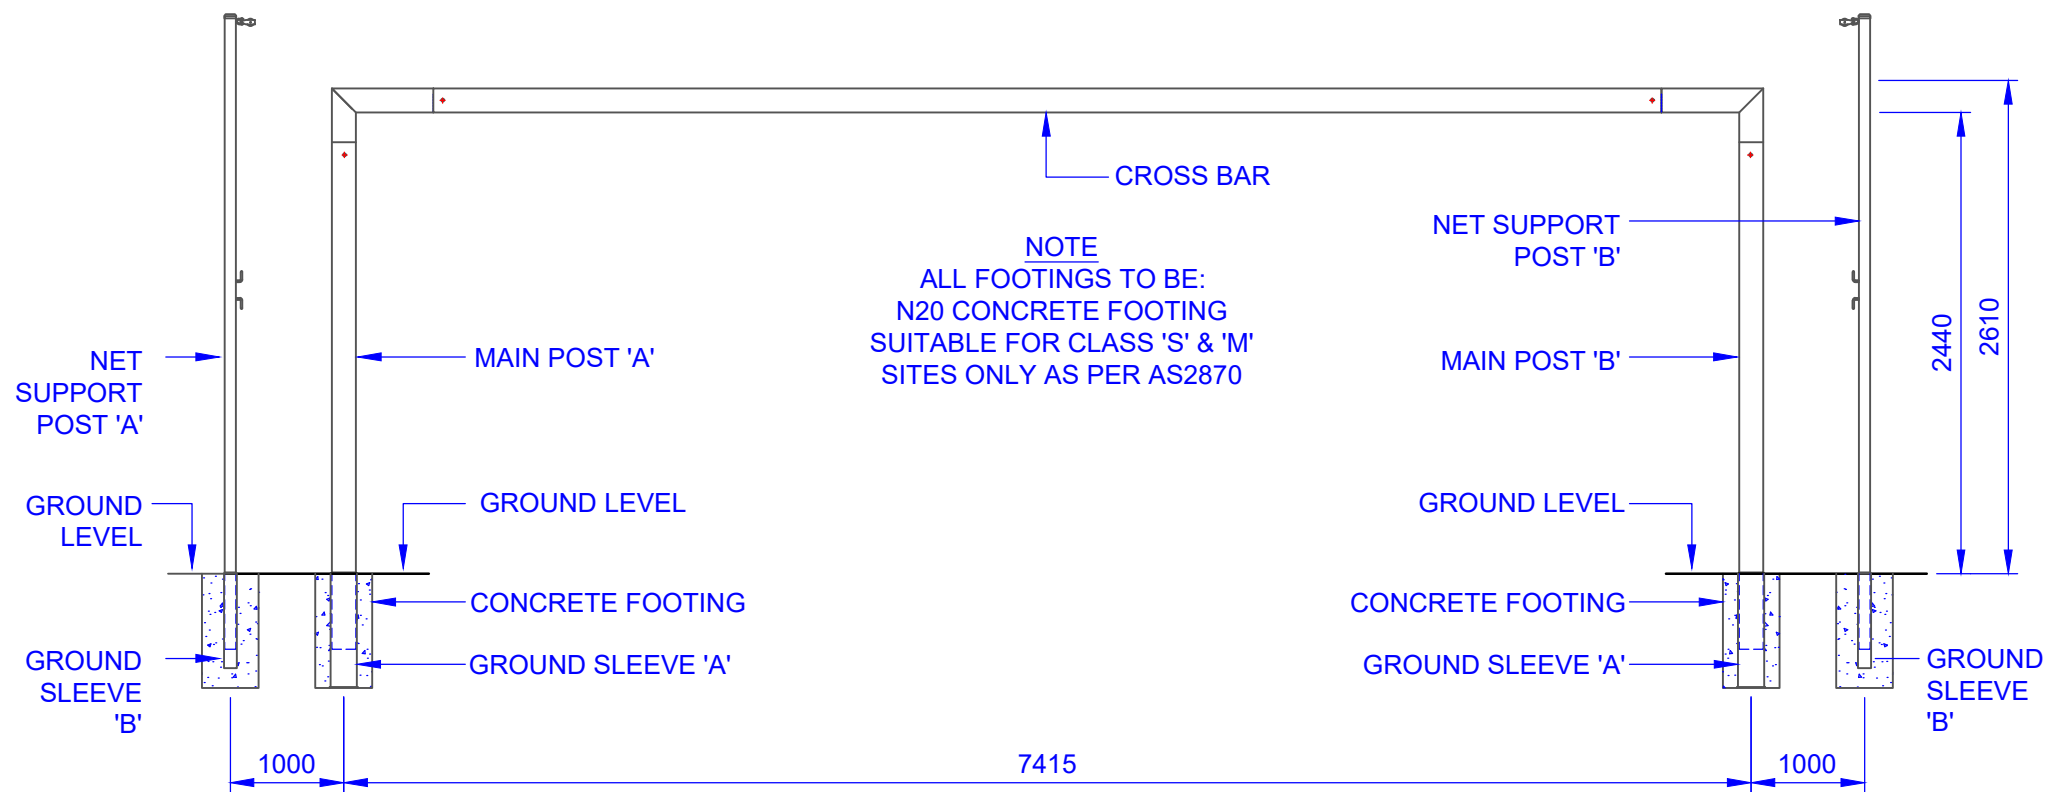 CROSS BAR
NOTE
ALL FOOTINGS TO BE:
N20 CONCRETE FOOTING
SUITABLE FOR CLASS 'S' & 'M'
SITES ONLY AS PER AS2870
NET SUPPORT
POST 'B'
NET
SUPPORT
POST 'A'
MAIN POST 'A'
MAIN POST 'B'
2440
2610
GROUND
LEVEL
GROUND LEVEL
GROUND LEVEL
CONCRETE FOOTING
CONCRETE FOOTING
GROUND
SLEEVE
'B'
GROUND SLEEVE 'A'
GROUND SLEEVE 'A'
GROUND
SLEEVE
'B'
1000
7415
1000